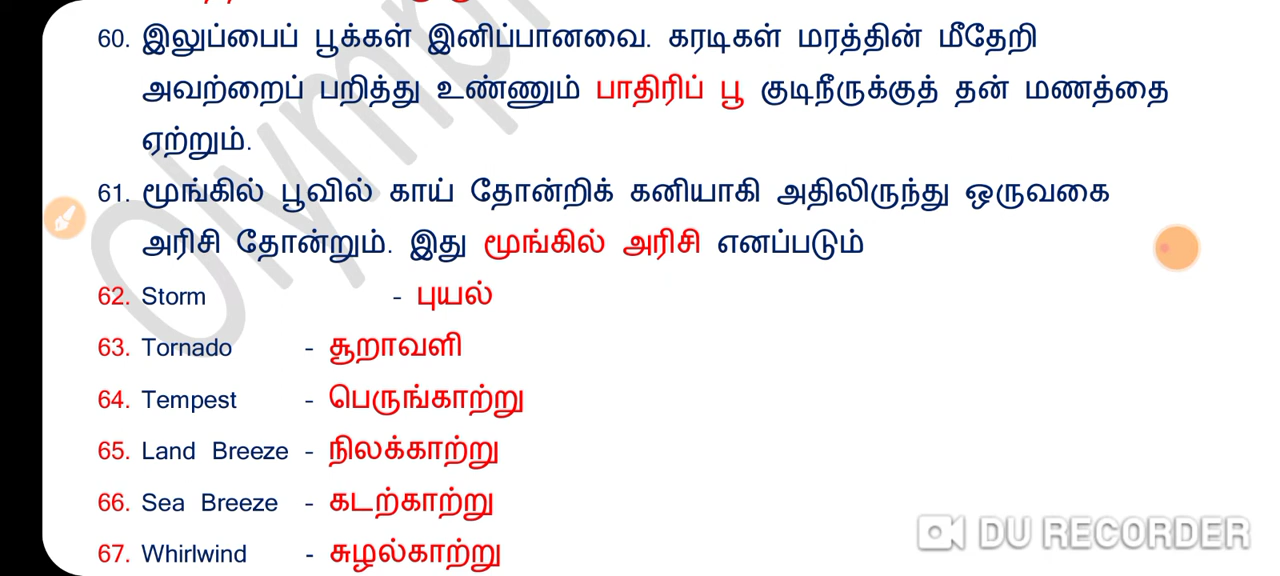 60. இலுப்பைப் பூக்கள் இனிப்பானவை. கரடிகள் மரத்தின் மீதேறி
அவற்றைப் பறித்து உண்ணும் பாதிரிப் பூ குடிநீருக்குத் தன் மணத்தை
ஏற்றும்.
61. மூங்கில் பூவில் காய் தோன்றிக் கனியாகி அதிலிருந்து ஒருவகை
அரிசி தோன்றும். இது மூங்கில் அரிசி எனப்படும்
62. Storm - புயல்
63. Tornado - சூறாவளி
64. Tempest - பெருங்காற்று
65. Land Breeze - நிலக்காற்று
66. Sea Breeze - கடற்காற்று
67. Whirlwind - சுழல்காற்று
DU RECORDER